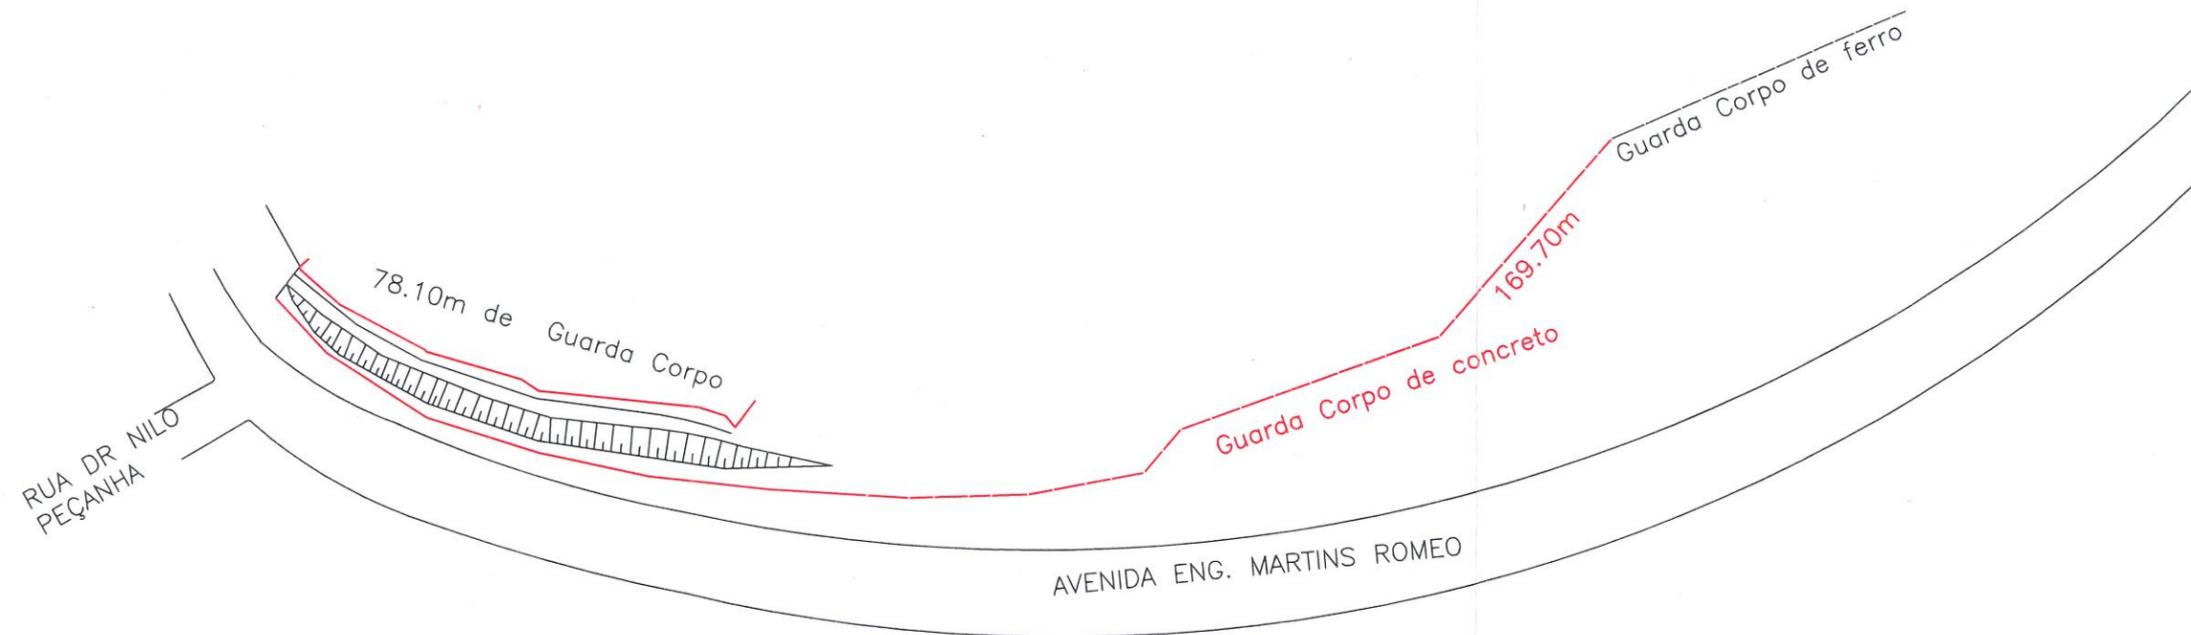 Guarda Corpo de ferro
169.70m
78.10m de Guarda Corpo
Guarda Corpo de concreto
RUA DR NILO
PEÇANHA
AVENIDA ENG. MARTINS ROMEO